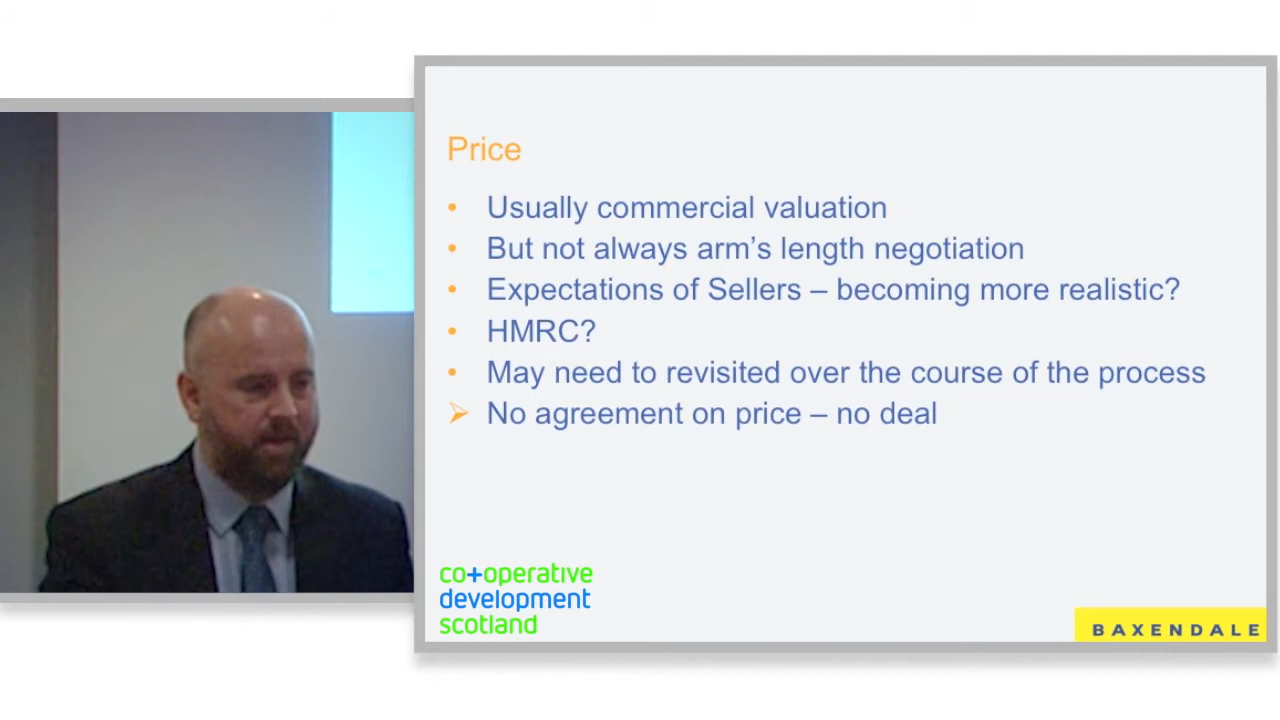 Price
• Usually commercial valuation
• But not always arm's length negotiation
• Expectations of Sellers – becoming more realistic?
• HMRC?
• May need to revisited over the course of the process
➢ No agreement on price – no deal
co+operative
development
scotland
BAXENDALE